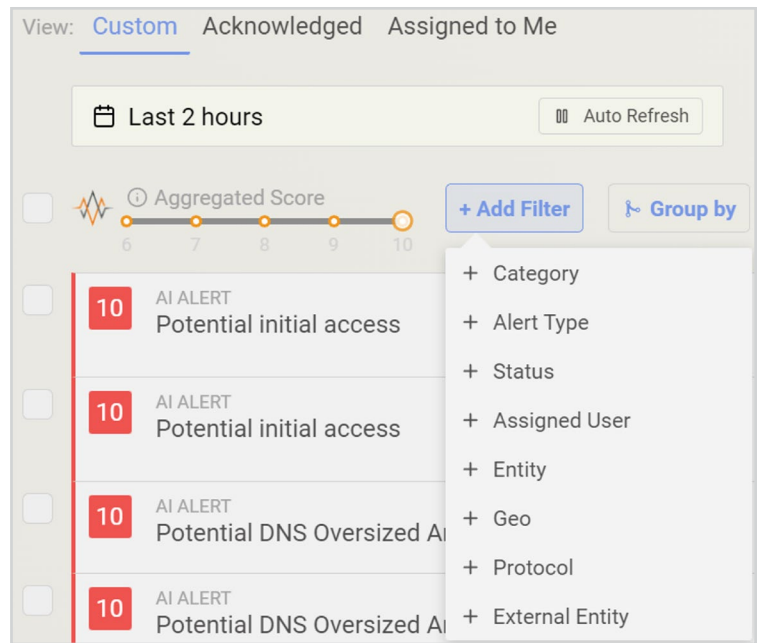 View: Custom Acknowledged Assigned to Me
Last 2 hours Auto Refresh
Aggregated Score + Add Filter Group by
6 7 8 9 10
+ Category
10 AI ALERT
Potential initial access
+ Alert Type
+ Status
10 AI ALERT
Potential initial access
+ Assigned User
+ Entity
10 AI ALERT
Potential DNS Oversized
+ Geo
+ Protocol
10 AI ALERT
Potential DNS Oversized
+ External Entity